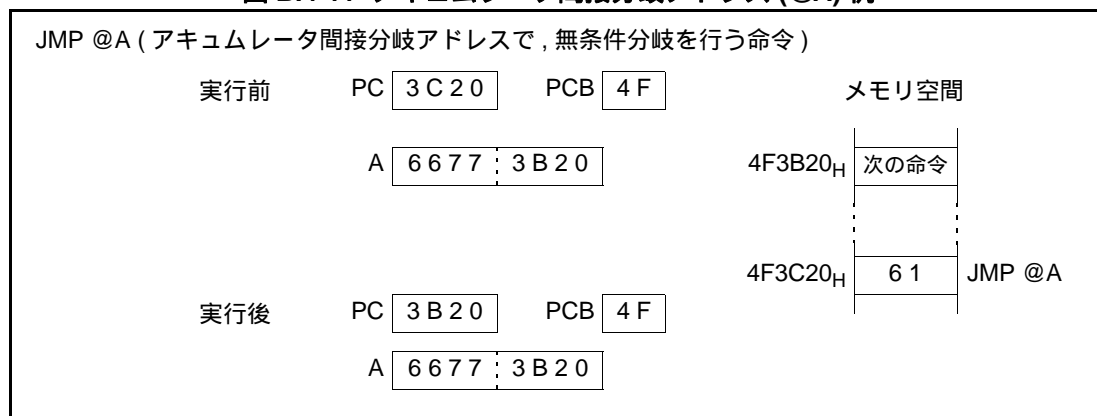 JMP @A ( アキュムレータ間接分岐アドレスで , 無条件分岐を行う命令 )
実行前 PC 3C20 PCB 4F メモリ空間
A 6677 3B20 4F3B20H 次の命令
4F3C20H 61 JMP @A
実行後 PC 3B20 PCB 4F
A 6677 3B20